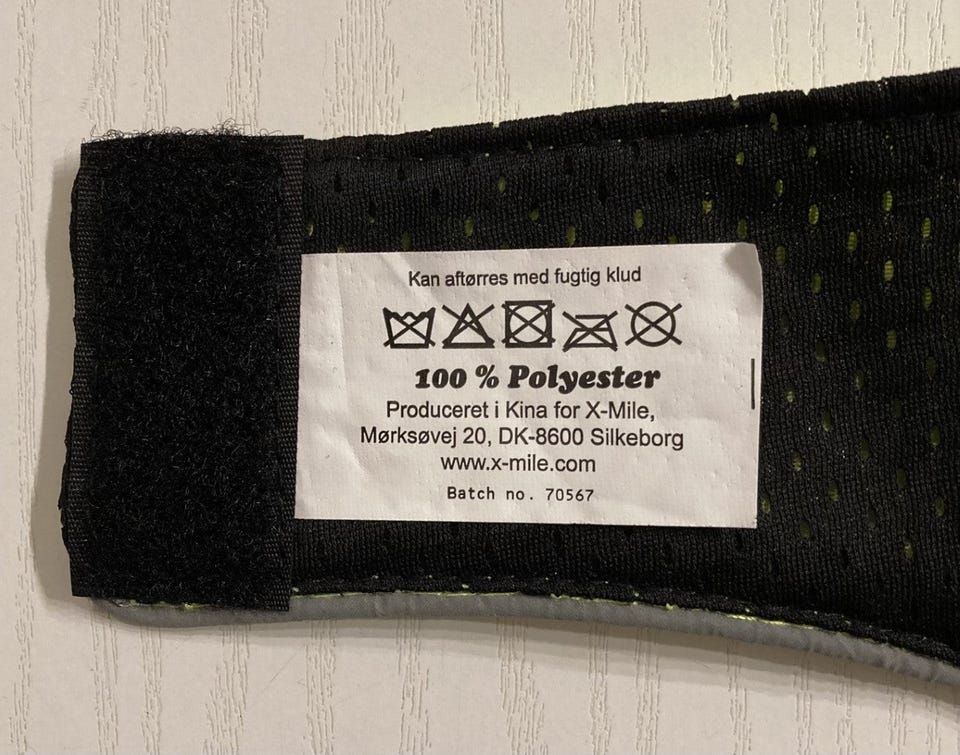 Kan aftørres med fugtig klud
100 % Polyester
Produceret i Kina for X-Mile,
Mørksøvej 20, DK-8600 Silkeborg
www.x-mile.com
Batch no. 70567